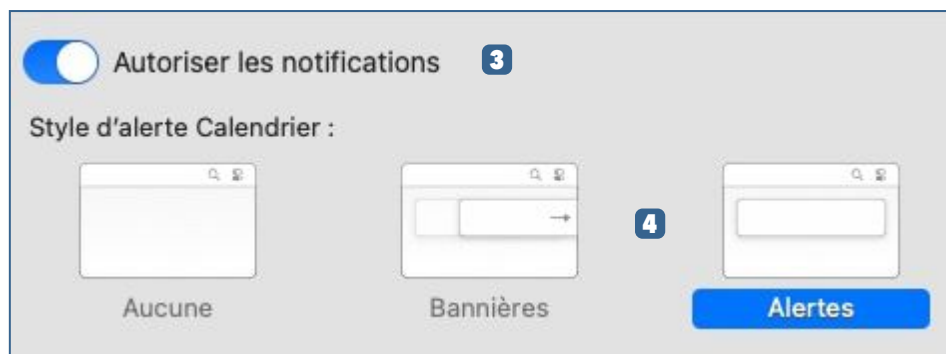 Autoriser les notifications 3
Style d'alerte Calendrier :
4
Aucune Bannières Alertes